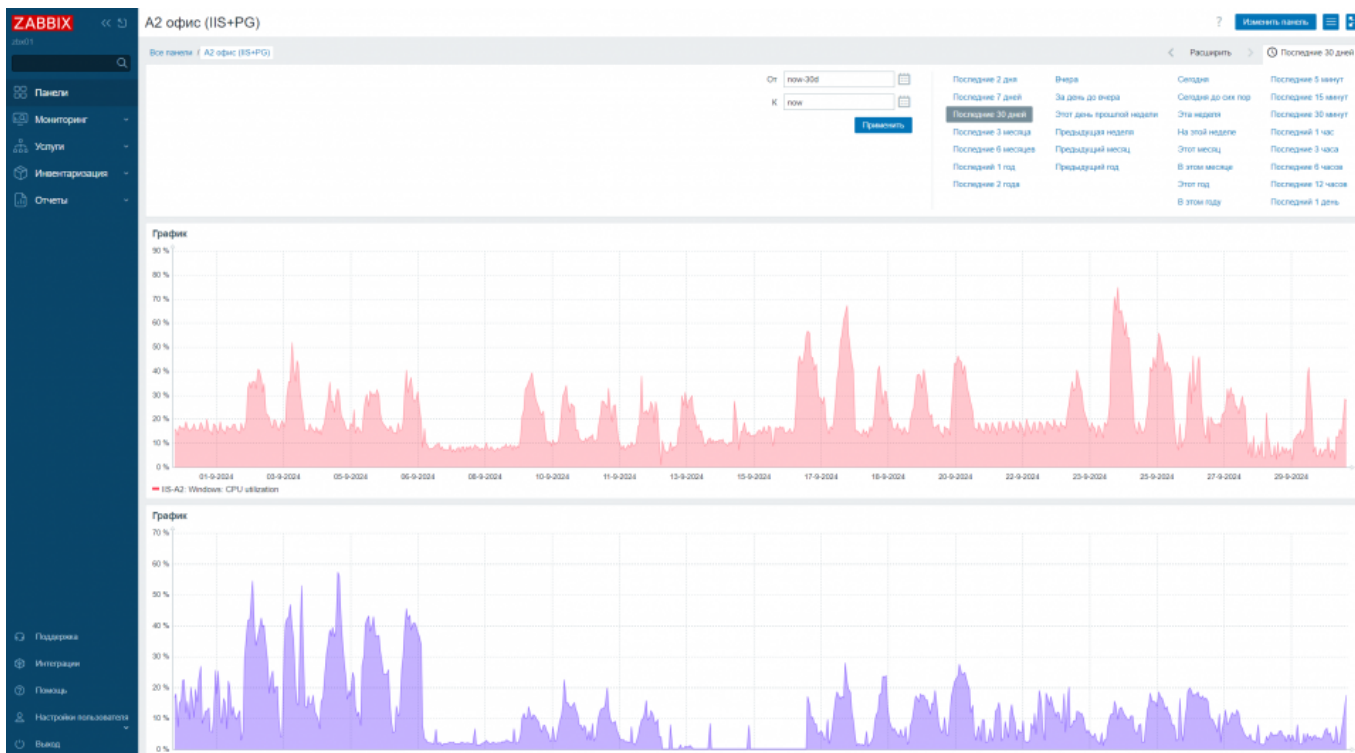 ZABBIX
zbx01
А2 офис (IIS+PG)
? Изменить панель
Все панели / А2 офис (IIS+PG)
Расширить Последние 30 дней
Панели
Мониторинг
Услуги
Инвентаризация
Отчеты
От now-30d
К now
Применить
Последние 2 дня Вчера Сегодня Последние 5 минут
Последние 7 дней За день до вчера Сегодня до сих пор Последние 15 минут
Последние 30 дней Этот день прошлой недели Эта неделя Последние 30 минут
Последние 3 месяца Предыдущая неделя На этой неделе Последний 1 час
Последние 6 месяцев Предыдущий месяц Этот месяц Последние 3 часа
Последний 1 год Предыдущий год В этом месяце Последние 6 часов
Последние 2 года Этот год Последние 12 часов
В этом году Последний 1 день
График
90 %
80 %
70 %
60 %
50 %
40 %
30 %
20 %
10 %
0 %
01-9-2024 03-9-2024 05-9-2024 06-9-2024 08-9-2024 10-9-2024 11-9-2024 13-9-2024 15-9-2024 17-9-2024 18-9-2024 20-9-2024 22-9-2024 23-9-2024 25-9-2024 27-9-2024 29-9-2024
IIS-A2: Windows: CPU utilization
График
70 %
60 %
50 %
40 %
30 %
20 %
10 %
0 %
Поддержка
Интеграции
Помощь
Настройки пользователя
Выход